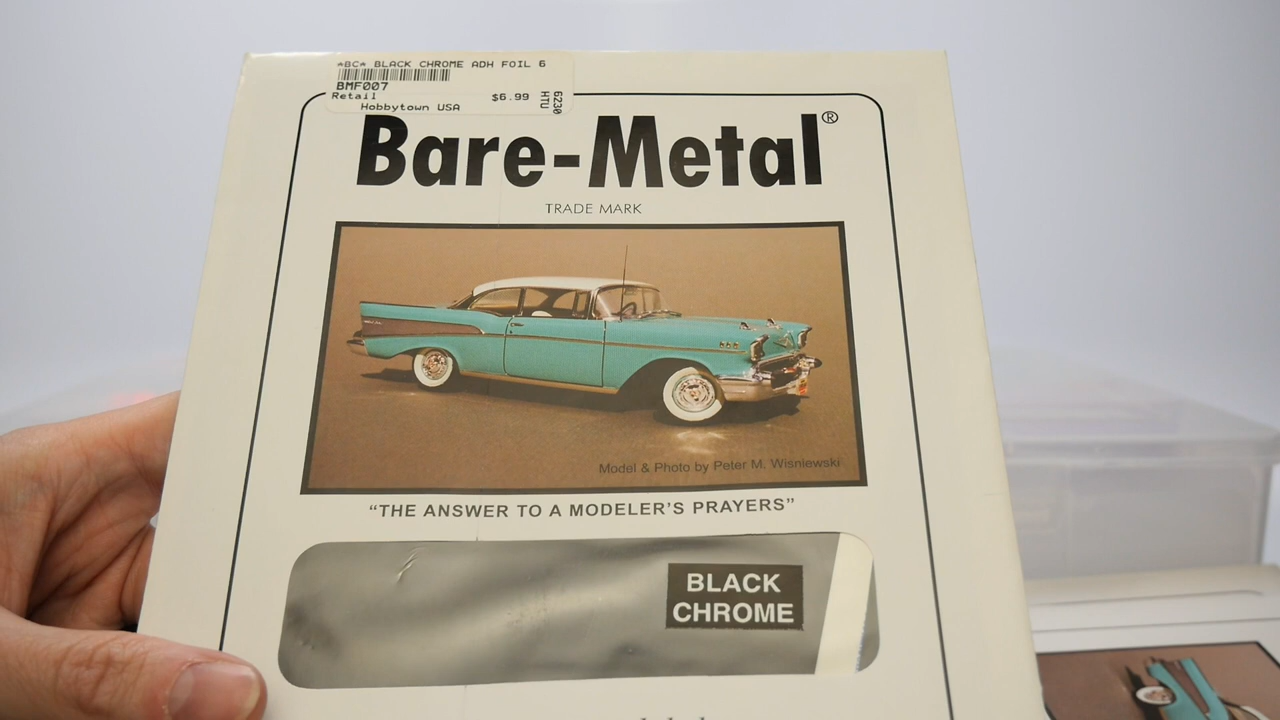 *BC* BLACK CHROME ADH FOIL 6
BMF007
Retail $6.99
Hobbytown USA
6230
HTU
Bare-Metal®
TRADE MARK
Model & Photo by Peter M. Wisniewski
“THE ANSWER TO A MODELER’S PRAYERS”
BLACK
CHROME